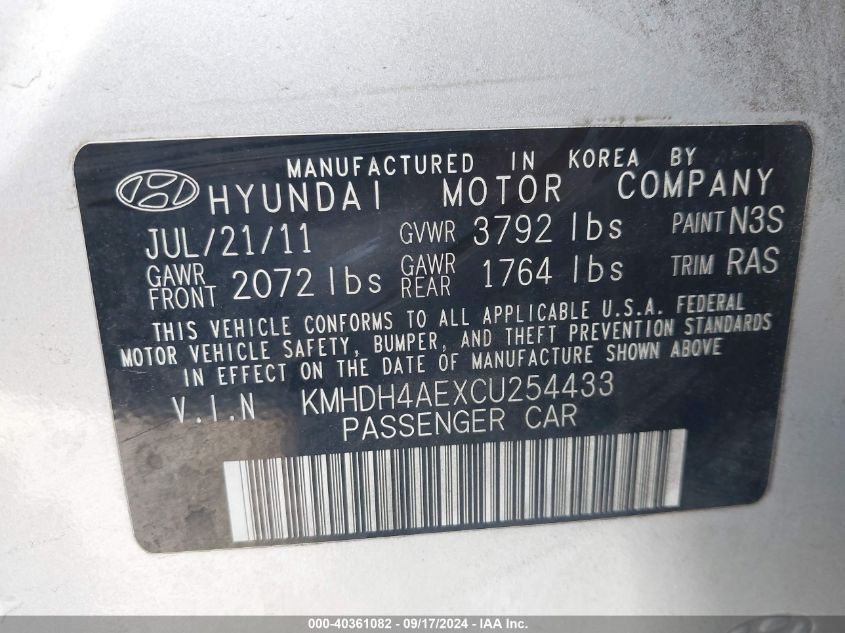 MANUFACTURED IN KOREA BY
HYUNDAI MOTOR COMPANY
JUL/21/11 GVWR 3792 lbs PAINT N3S
GAWR FRONT 2072 lbs GAWR REAR 1764 lbs TRIM RAS
THIS VEHICLE CONFORMS TO ALL APPLICABLE U.S.A. FEDERAL
MOTOR VEHICLE SAFETY, BUMPER, AND THEFT PREVENTION STANDARDS
IN EFFECT ON THE DATE OF MANUFACTURE SHOWN ABOVE
V.I.N KMHDH4AEXCU254433
PASSENGER CAR
000-40361082 - 09/17/2024 - IAA, Inc.